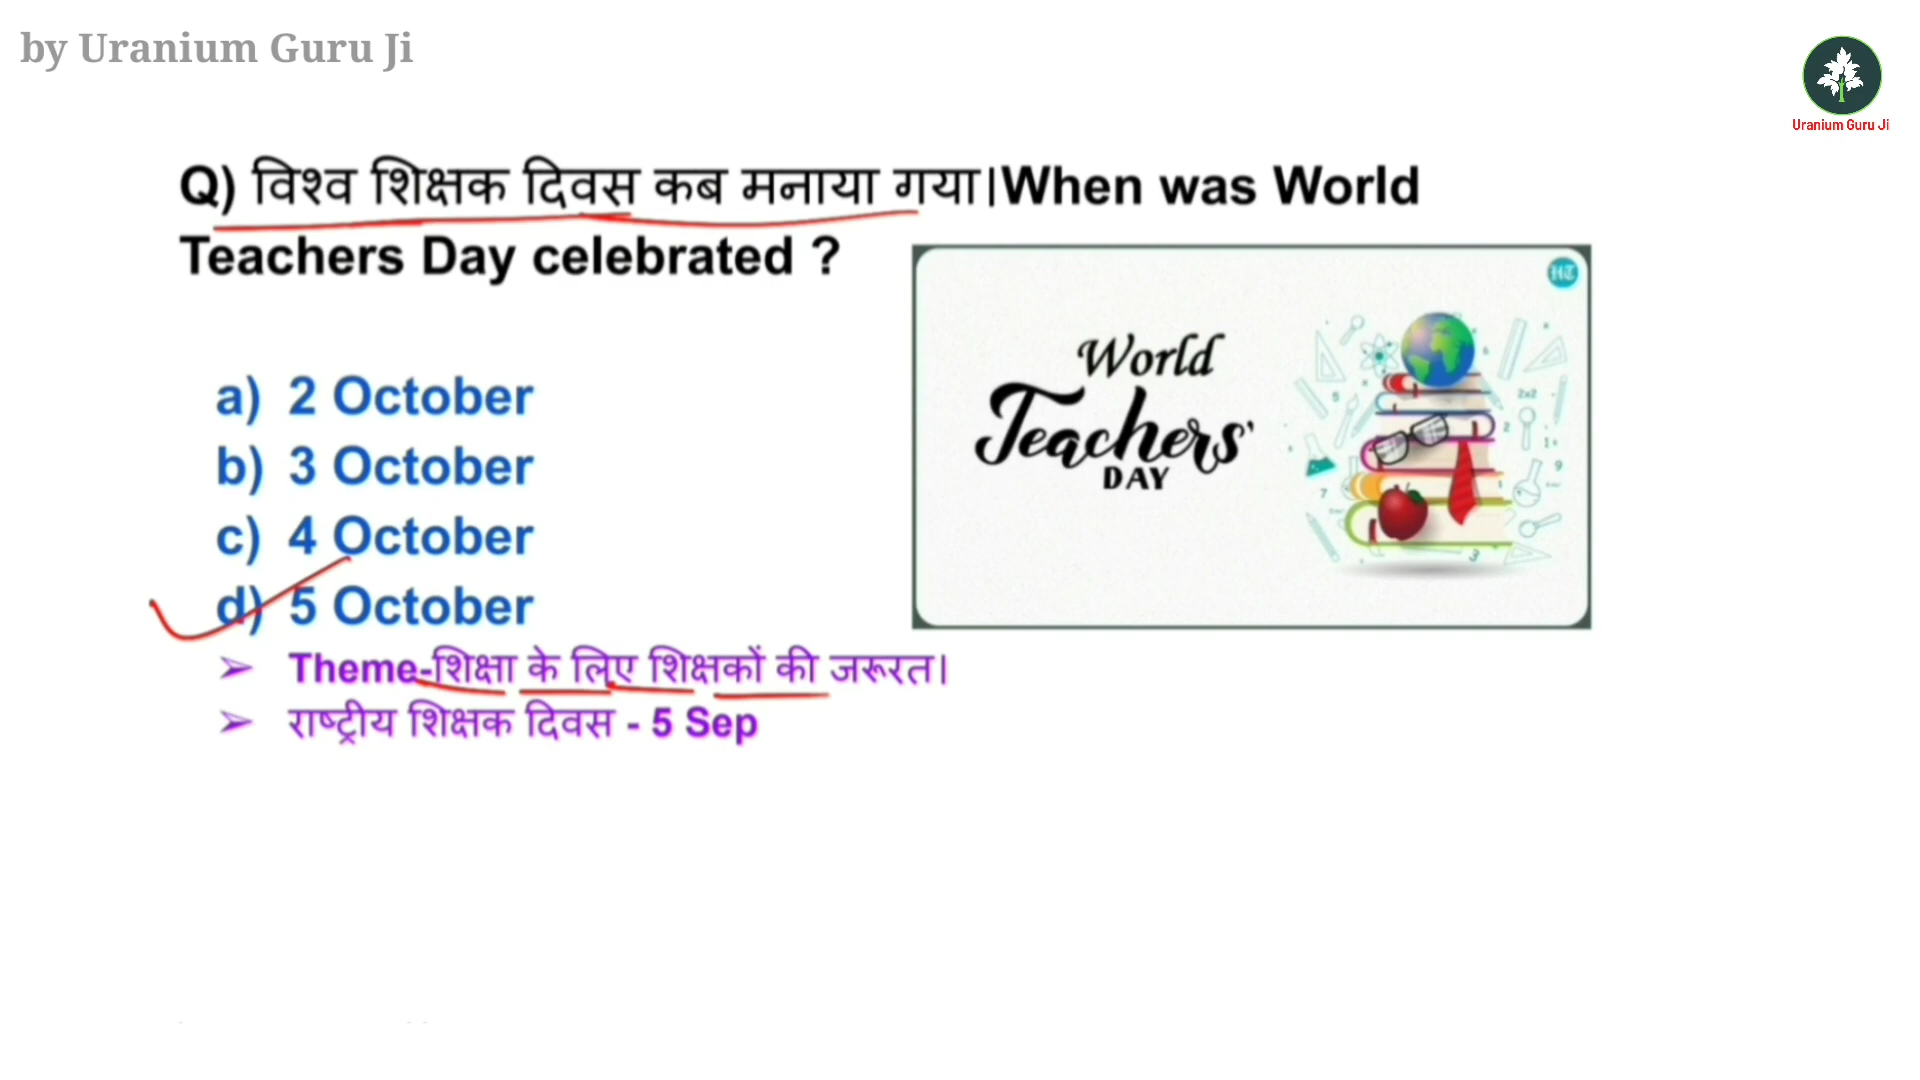 by Uranium Guru Ji
Uranium Guru Ji
Q) विश्व शिक्षक दिवस कब मनाया गया।When was World
Teachers Day celebrated ?
HT
World
Teachers'
DAY
a) 2 October
b) 3 October
c) 4 October
d) 5 October
➢ Theme-शिक्षा के लिए शिक्षकों की जरूरत।
➢ राष्ट्रीय शिक्षक दिवस - 5 Sep